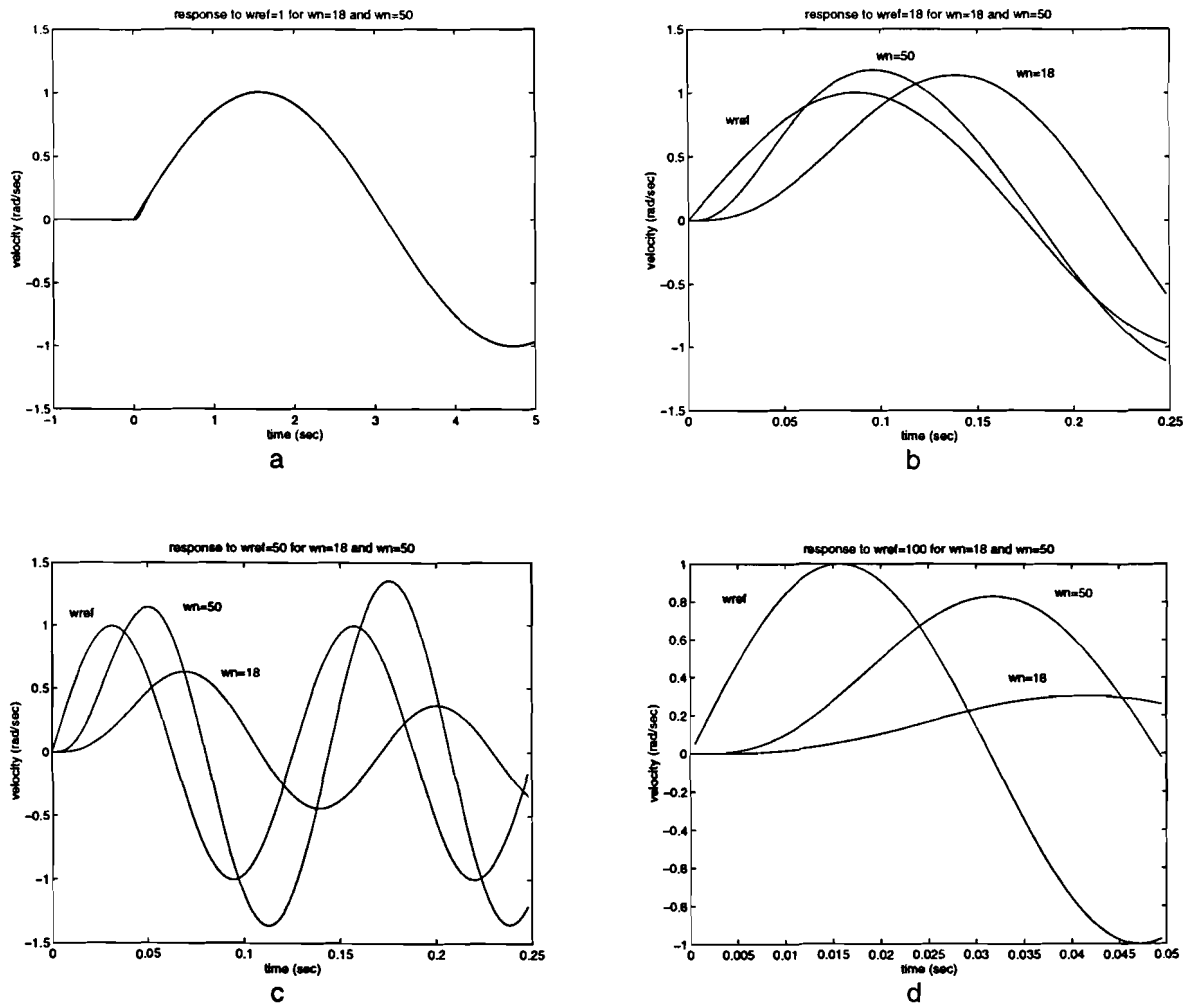 response to wref=1 for wn=18 and wn=50
1.5
1
0.5
0
−0.5
−1
−1.5
velocity (rad/sec)
−1 0 1 2 3 4 5
time (sec)
a
response to wref=18 for wn=18 and wn=50
1.5
1
0.5
0
−0.5
−1
−1.5
velocity (rad/sec)
wn=50
wn=18
wref
0 0.05 0.1 0.15 0.2 0.25
time (sec)
b
response to wref=50 for wn=18 and wn=50
1.5
1
0.5
0
−0.5
−1
−1.5
velocity (rad/sec)
wref
wn=50
wn=18
0 0.05 0.1 0.15 0.2 0.25
time (sec)
c
response to wref=100 for wn=18 and wn=50
1
0.8
0.6
0.4
0.2
0
−0.2
−0.4
−0.6
−0.8
−1
velocity (rad/sec)
wref
wn=50
wn=18
0 0.005 0.01 0.015 0.02 0.025 0.03 0.035 0.04 0.045 0.05
time (sec)
d